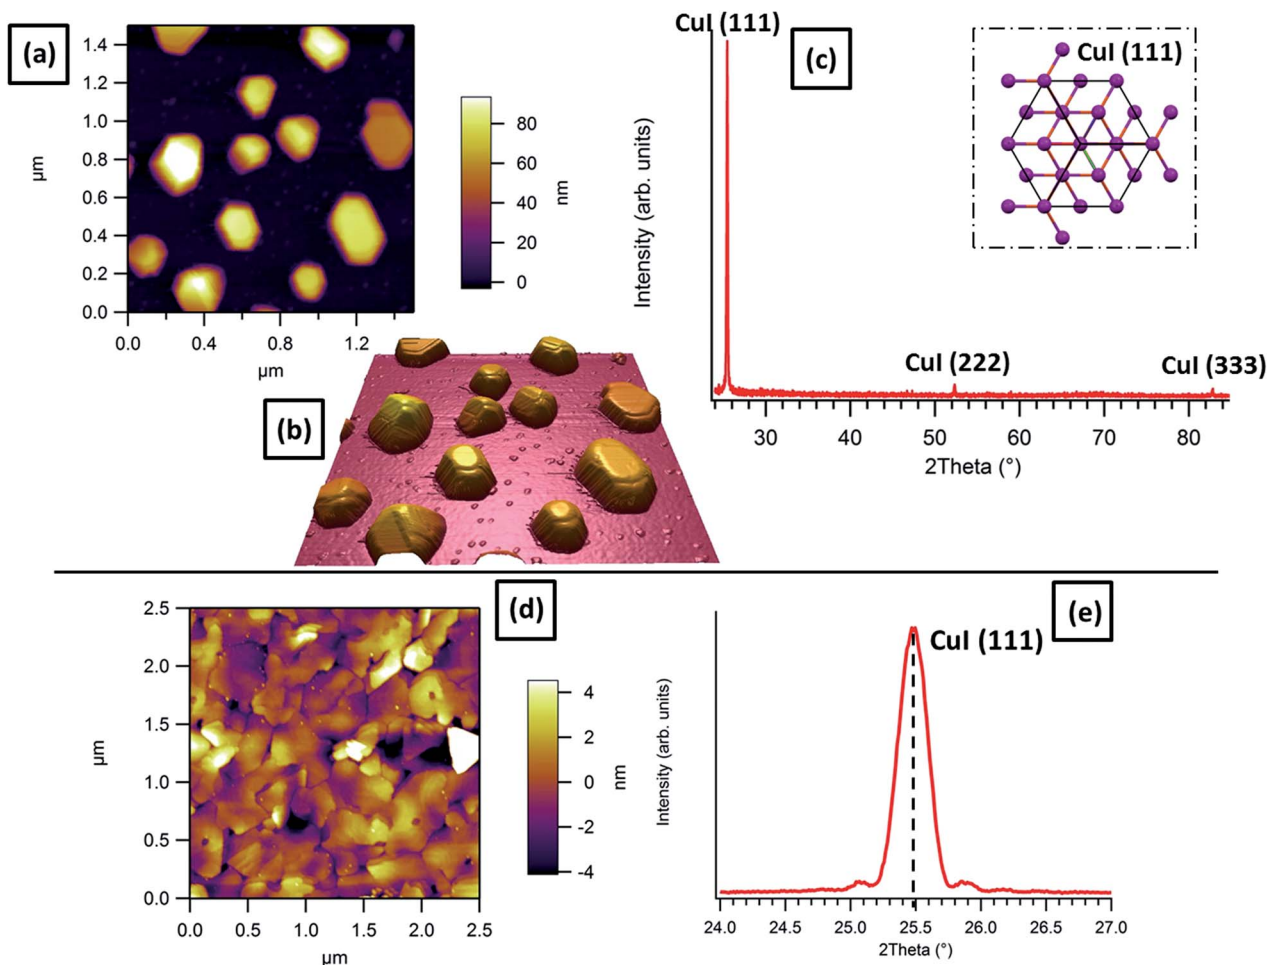 (a)
1.4
1.2
1.0
0.8
0.6
0.4
0.2
0.0
µm
0.0 0.4 0.8 1.2
µm
80
60
40
20
0
nm
(b)
CuI (111)
(c)
CuI (111)
Intensity (arb. units)
CuI (222)
CuI (333)
30 40 50 60 70 80
2Theta (°)
(d)
2.5
2.0
1.5
1.0
0.5
0.0
µm
0.0 0.5 1.0 1.5 2.0 2.5
µm
4
2
0
-2
-4
nm
(e)
CuI (111)
Intensity (arb. units)
24.0 24.5 25.0 25.5 26.0 26.5 27.0
2Theta (°)